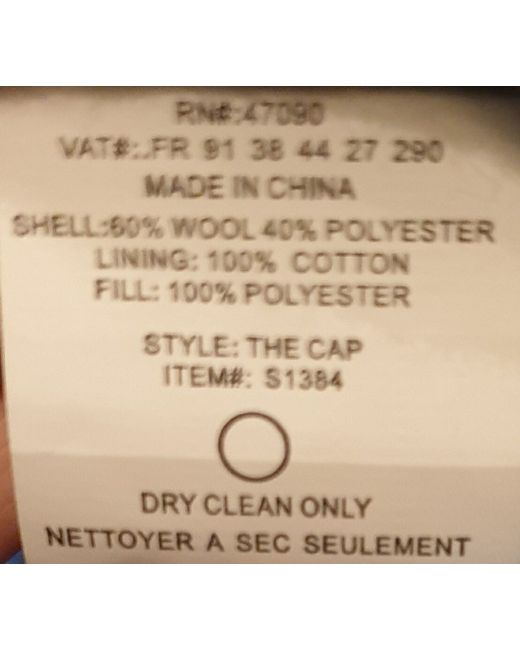 RN#:47090
VAT#:.FR 91 38 44 27 290
MADE IN CHINA
SHELL:60% WOOL 40% POLYESTER
LINING: 100% COTTON
FILL: 100% POLYESTER
STYLE: THE CAP
ITEM#: S1384
DRY CLEAN ONLY
NETTOYER A SEC SEULEMENT